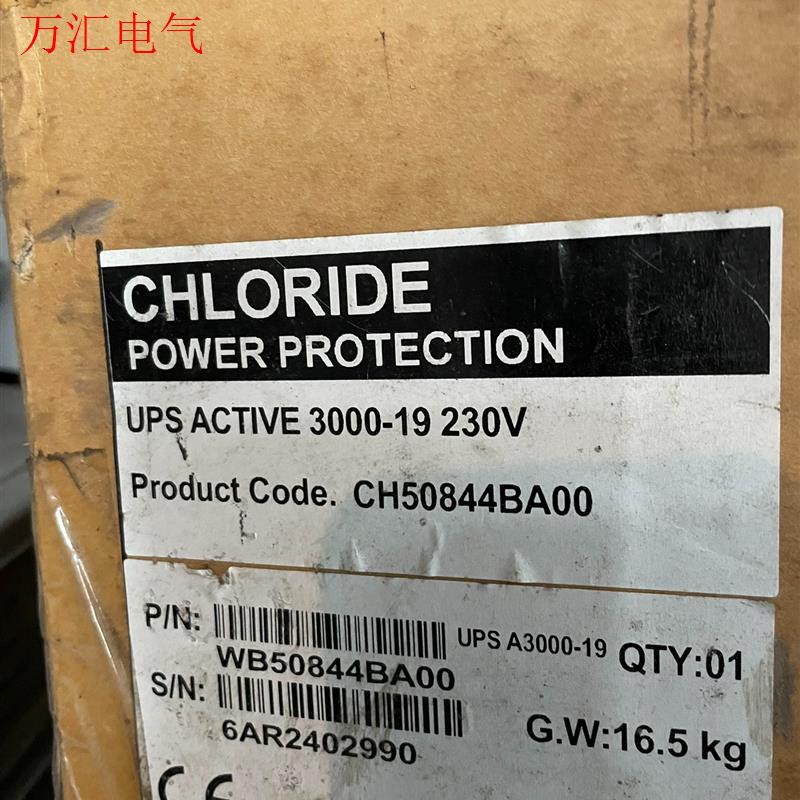 万汇电气
CHLORIDE
POWER PROTECTION
UPS ACTIVE 3000-19 230V
Product Code. CH50844BA00
P/N: UPS A3000-19 QTY:01
WB50844BA00
S/N: G.W:16.5 kg
6AR2402990
CE